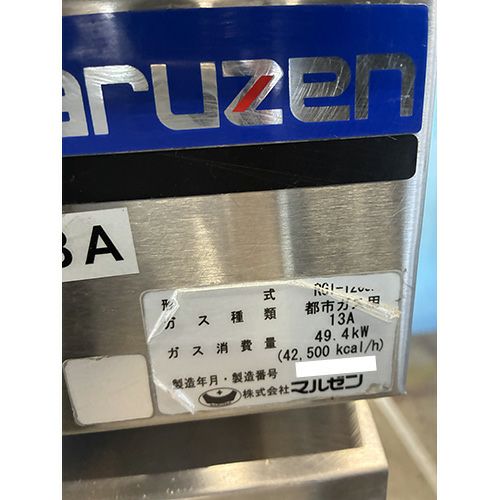 aruzen
3A
形式
ガス種類 都市ガス用
13A
ガス消費量 49.4kW
(42,500 kcal/h)
製造年月・製造番号
株式会社マルゼン